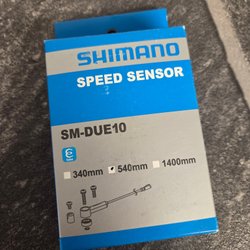 SHIMANO
SPEED SENSOR
SM-DUE10
340mm 540mm 1400mm